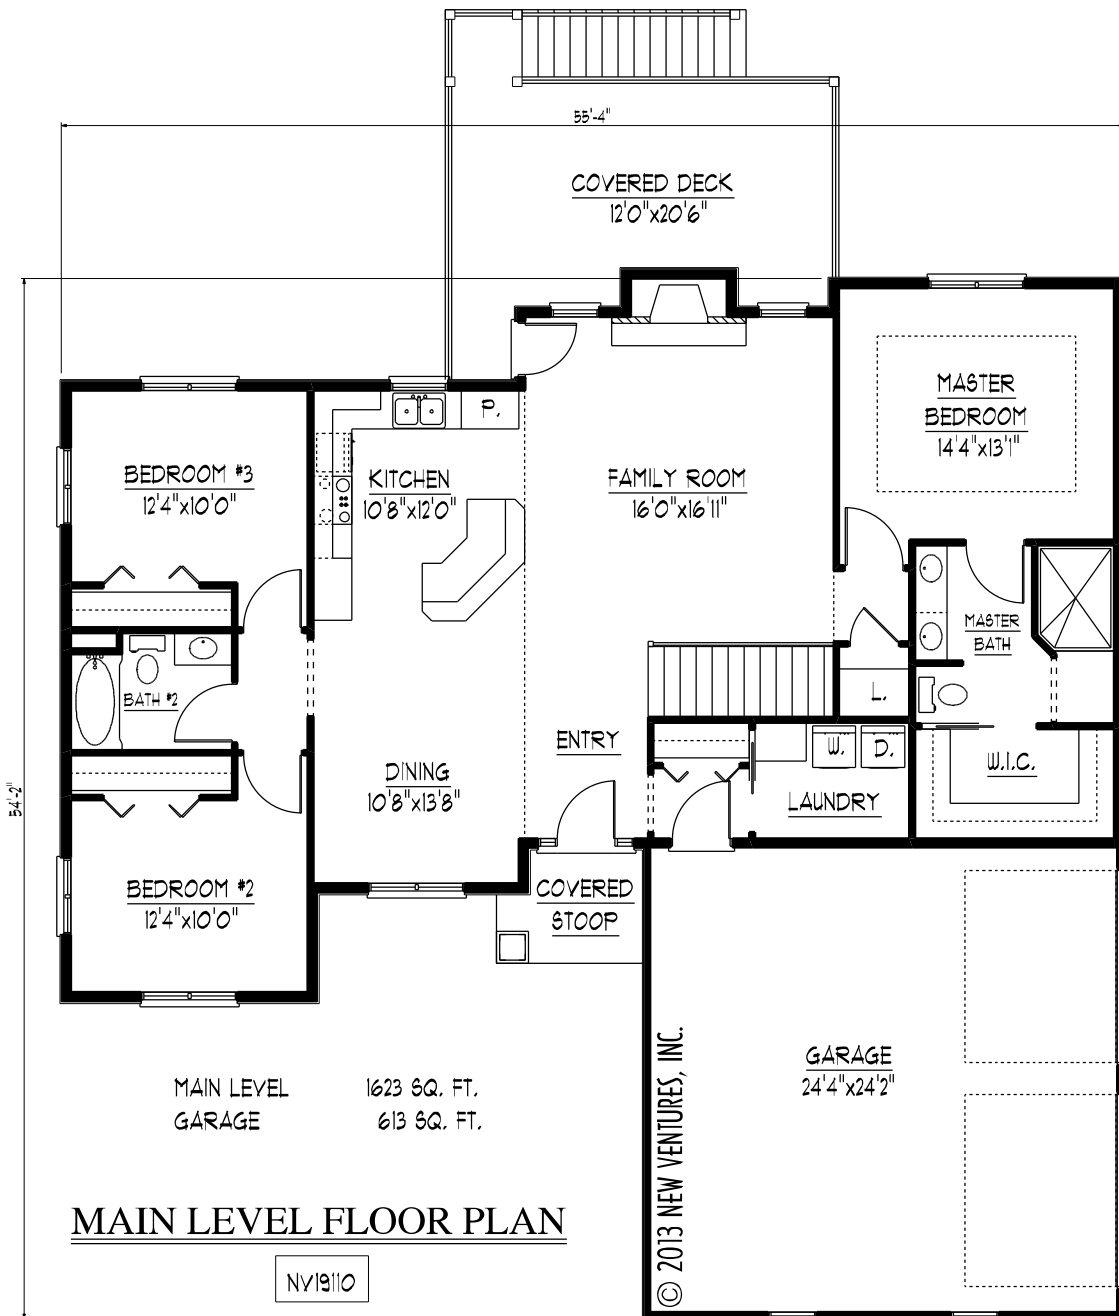 55'-4"
COVERED DECK
12'0"x20'6"
MASTER
BEDROOM
14'4"x13'1"
P.
BEDROOM #3
12'4"x10'0"
KITCHEN
10'8"x12'0"
FAMILY ROOM
16'0"x16'11"
MASTER
BATH
BATH #2
L.
ENTRY
W.
D.
W.I.C.
DINING
10'8"x13'8"
LAUNDRY
54'-2"
BEDROOM #2
12'4"x10'0"
COVERED
STOOP
GARAGE
24'4"x24'2"
MAIN LEVEL 1623 SQ. FT.
GARAGE 613 SQ. FT.
© 2013 NEW VENTURES, INC.
MAIN LEVEL FLOOR PLAN
NV19110